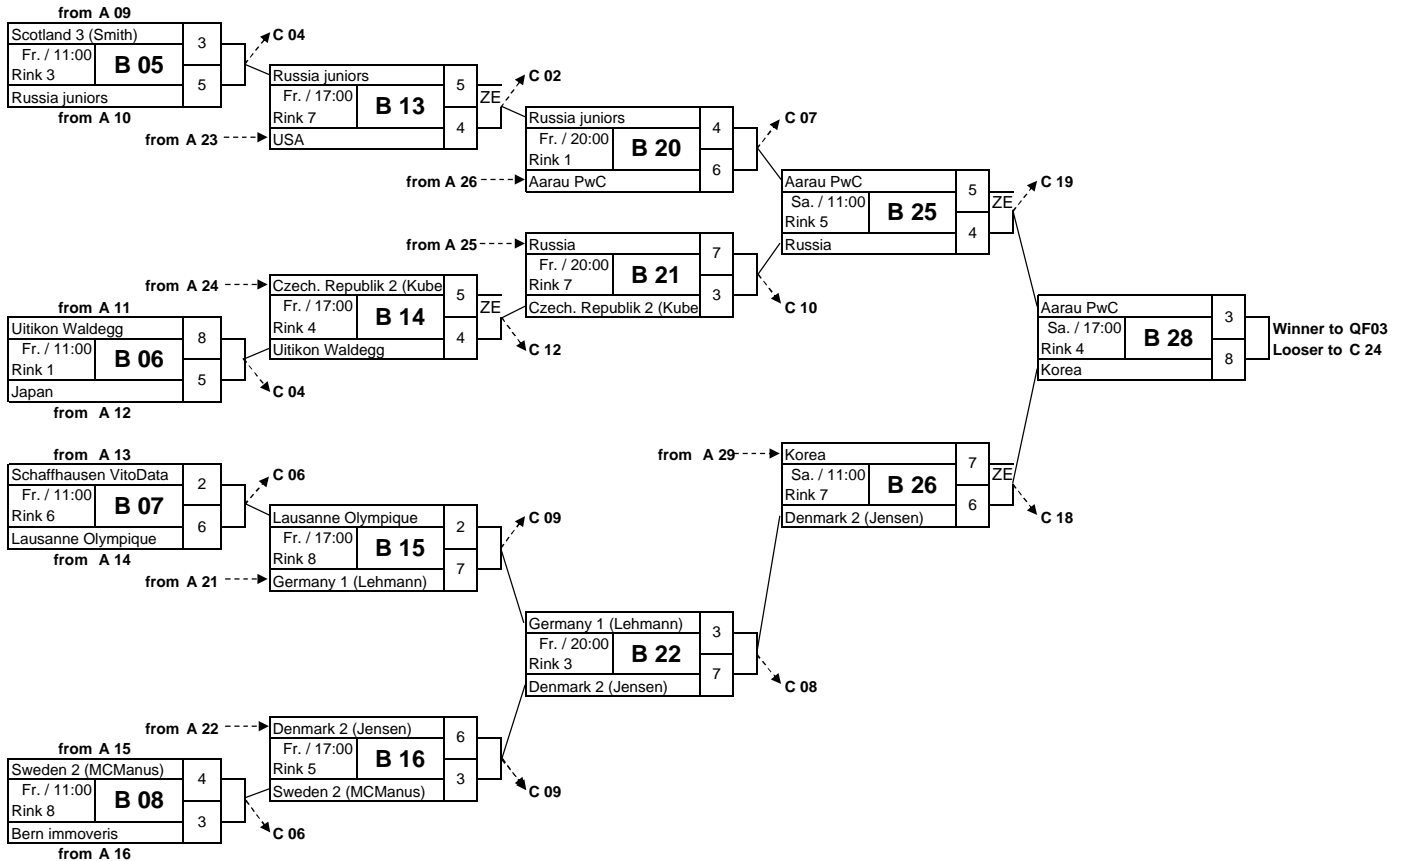 from A 09
Scotland 3 (Smith)
3
Fr. / 11:00
Rink 3
B 05
5
Russia juniors
from A 10
C 04
Russia juniors
5
Fr. / 17:00
Rink 7
B 13
ZE
4
from A 23
USA
C 02
Russia juniors
4
Fr. / 20:00
Rink 1
B 20
6
from A 26
Aarau PwC
C 07
Aarau PwC
5
Sa. / 11:00
Rink 5
B 25
ZE
4
Russia
C 19
from A 25
Russia
7
Fr. / 20:00
Rink 7
B 21
3
Czech. Republik 2 (Kube
C 10
from A 24
Czech. Republik 2 (Kube
5
Fr. / 17:00
Rink 4
B 14
ZE
4
Uitikon Waldegg
C 12
from A 11
Uitikon Waldegg
8
Fr. / 11:00
Rink 1
B 06
5
Japan
from A 12
C 04
Aarau PwC
3
Sa. / 17:00
Rink 4
B 28
8
Korea
Winner to QF03
Looser to C 24
from A 13
Schaffhausen VitoData
2
Fr. / 11:00
Rink 6
B 07
6
Lausanne Olympique
from A 14
C 06
Lausanne Olympique
2
Fr. / 17:00
Rink 8
B 15
7
from A 21
Germany 1 (Lehmann)
C 09
from A 29
Korea
7
Sa. / 11:00
Rink 7
B 26
ZE
6
Denmark 2 (Jensen)
C 18
Germany 1 (Lehmann)
3
Fr. / 20:00
Rink 3
B 22
7
Denmark 2 (Jensen)
C 08
from A 22
Denmark 2 (Jensen)
6
Fr. / 17:00
Rink 5
B 16
3
Sweden 2 (MCManus)
C 09
from A 15
Sweden 2 (MCManus)
4
Fr. / 11:00
Rink 8
B 08
3
Bern immoveris
from A 16
C 06